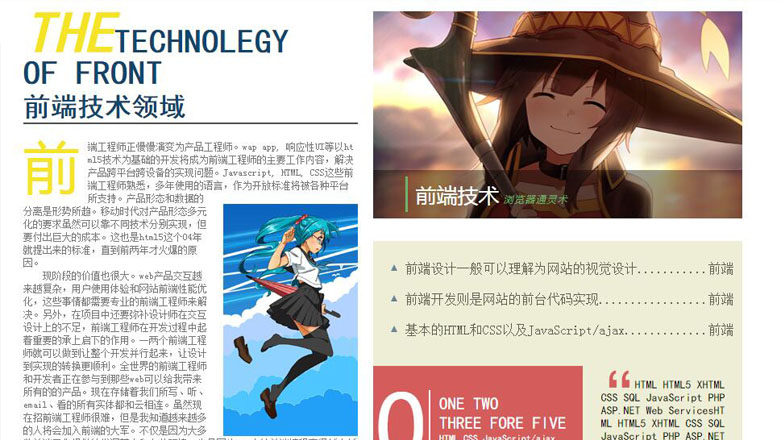 THE TECHNOLEGY
OF FRONT
前端技术领域
前端工程师正慢慢演变为产品工程师。wap app, 响应性UI等以ht
ml5技术为基础的开发将成为前端工程师的主要工作内容，解决
产品跨平台跨设备的实现问题。Javascript, HTML, CSS这些前
端工程师熟悉，多年使用的语言，作为开放标准将被各种平台
所支持。产品形态和数据的
分离是形势所趋。移动时代对产品形态多元
化的要求虽然可以靠不同技术分别实现，但
要付出巨大的成本。这也是html5这个04年
就提出来的标准，直到前两年才火爆的原
因。
现阶段的价值也很大。web产品交互越
来越复杂，用户使用体验和网站前端性能优
化，这些事情都需要专业的前端工程师来解
决。另外，在项目中还要弥补设计师在交互
设计上的不足，前端工程师在开发过程中起
着重要的承上启下的作用。一两个前端工程
师就可以做到让整个开发并行起来，让设计
到实现的转换更顺利。全世界的前端工程师
和开发者正在参与到那些web可以给我带来
所有的的产品。现在存储着我们所写、听、
email、看的所有实体都和云相连。虽然现
在招前端工程师很难，但是我知道越来越多
人的将会加入前端的大军。不仅是因为大多
前端技术 浏览器通灵术
▲ 前端设计一般可以理解为网站的视觉设计...........前端
▲ 前端开发则是网站的前台代码实现.................前端
▲ 基本的HTML和CSS以及JavaScript/ajax.............前端
ONE TWO
THREE FORE FIVE
HTML CSS JavaScript/ajax
“HTML HTML5 XHTML
CSS SQL JavaScript PHP
ASP.NET Web ServicesHT
ML HTML5 XHTML CSS SQL
JavaScript PHP ASP.NET